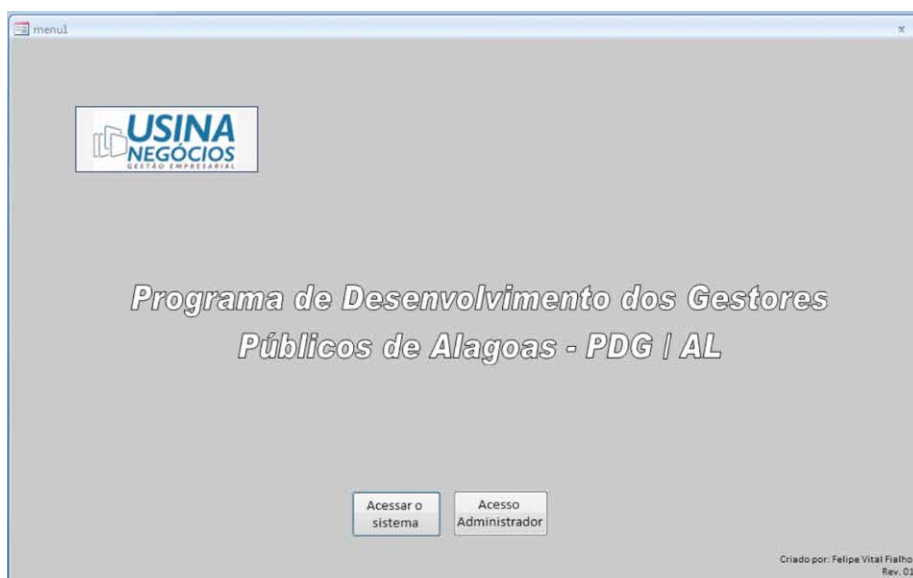 menu1
USINA
NEGÓCIOS
GESTÃO EMPRESARIAL
Programa de Desenvolvimento dos Gestores
Públicos de Alagoas - PDG | AL
Acessar o
sistema
Acesso
Administrador
Criado por: Felipe Vital Fialho
Rev. 01